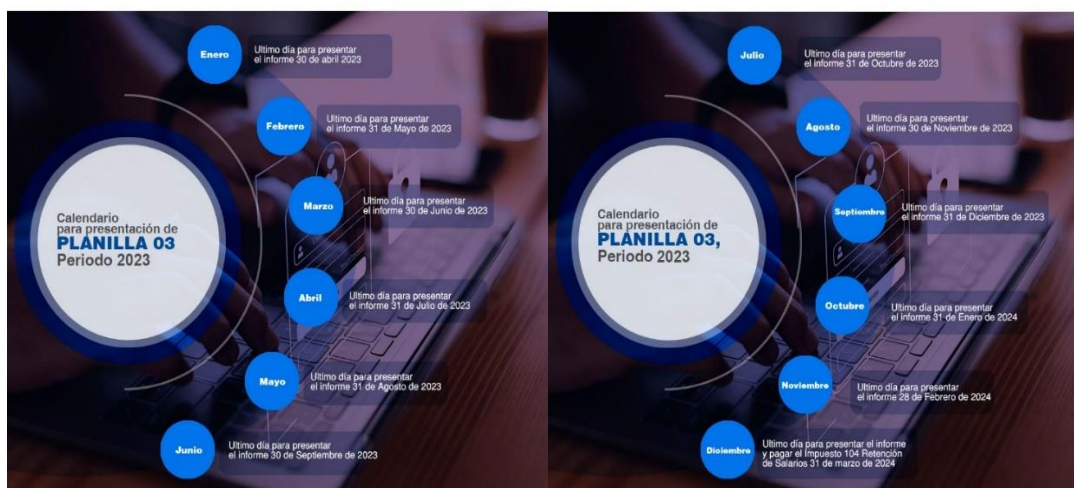 Enero
Ultimo día para presentar
el informe 30 de abril 2023
Febrero
Ultimo día para presentar
el informe 31 de Mayo de 2023
Calendario
para presentación de
PLANILLA 03
Periodo 2023
Marzo
Ultimo día para presentar
el informe 30 de Junio de 2023
Abril
Ultimo día para presentar
el informe 31 de Julio de 2023
Mayo
Ultimo día para presentar
el informe 31 de Agosto de 2023
Junio
Ultimo día para presentar
el informe 30 de Septiembre de 2023
Julio
Ultimo día para presentar
el informe 31 de Octubre de 2023
Agosto
Ultimo día para presentar
el informe 30 de Noviembre de 2023
Calendario
para presentación de
PLANILLA 03,
Periodo 2023
Septiembre
Ultimo día para presentar
el informe 31 de Diciembre de 2023
Octubre
Ultimo día para presentar
el informe 31 de Enero de 2024
Noviembre
Ultimo día para presentar
el informe 28 de Febrero de 2024
Diciembre
Ultimo día para presentar el informe
y pagar el Impuesto 104 Retención
de Salarios 31 de marzo de 2024